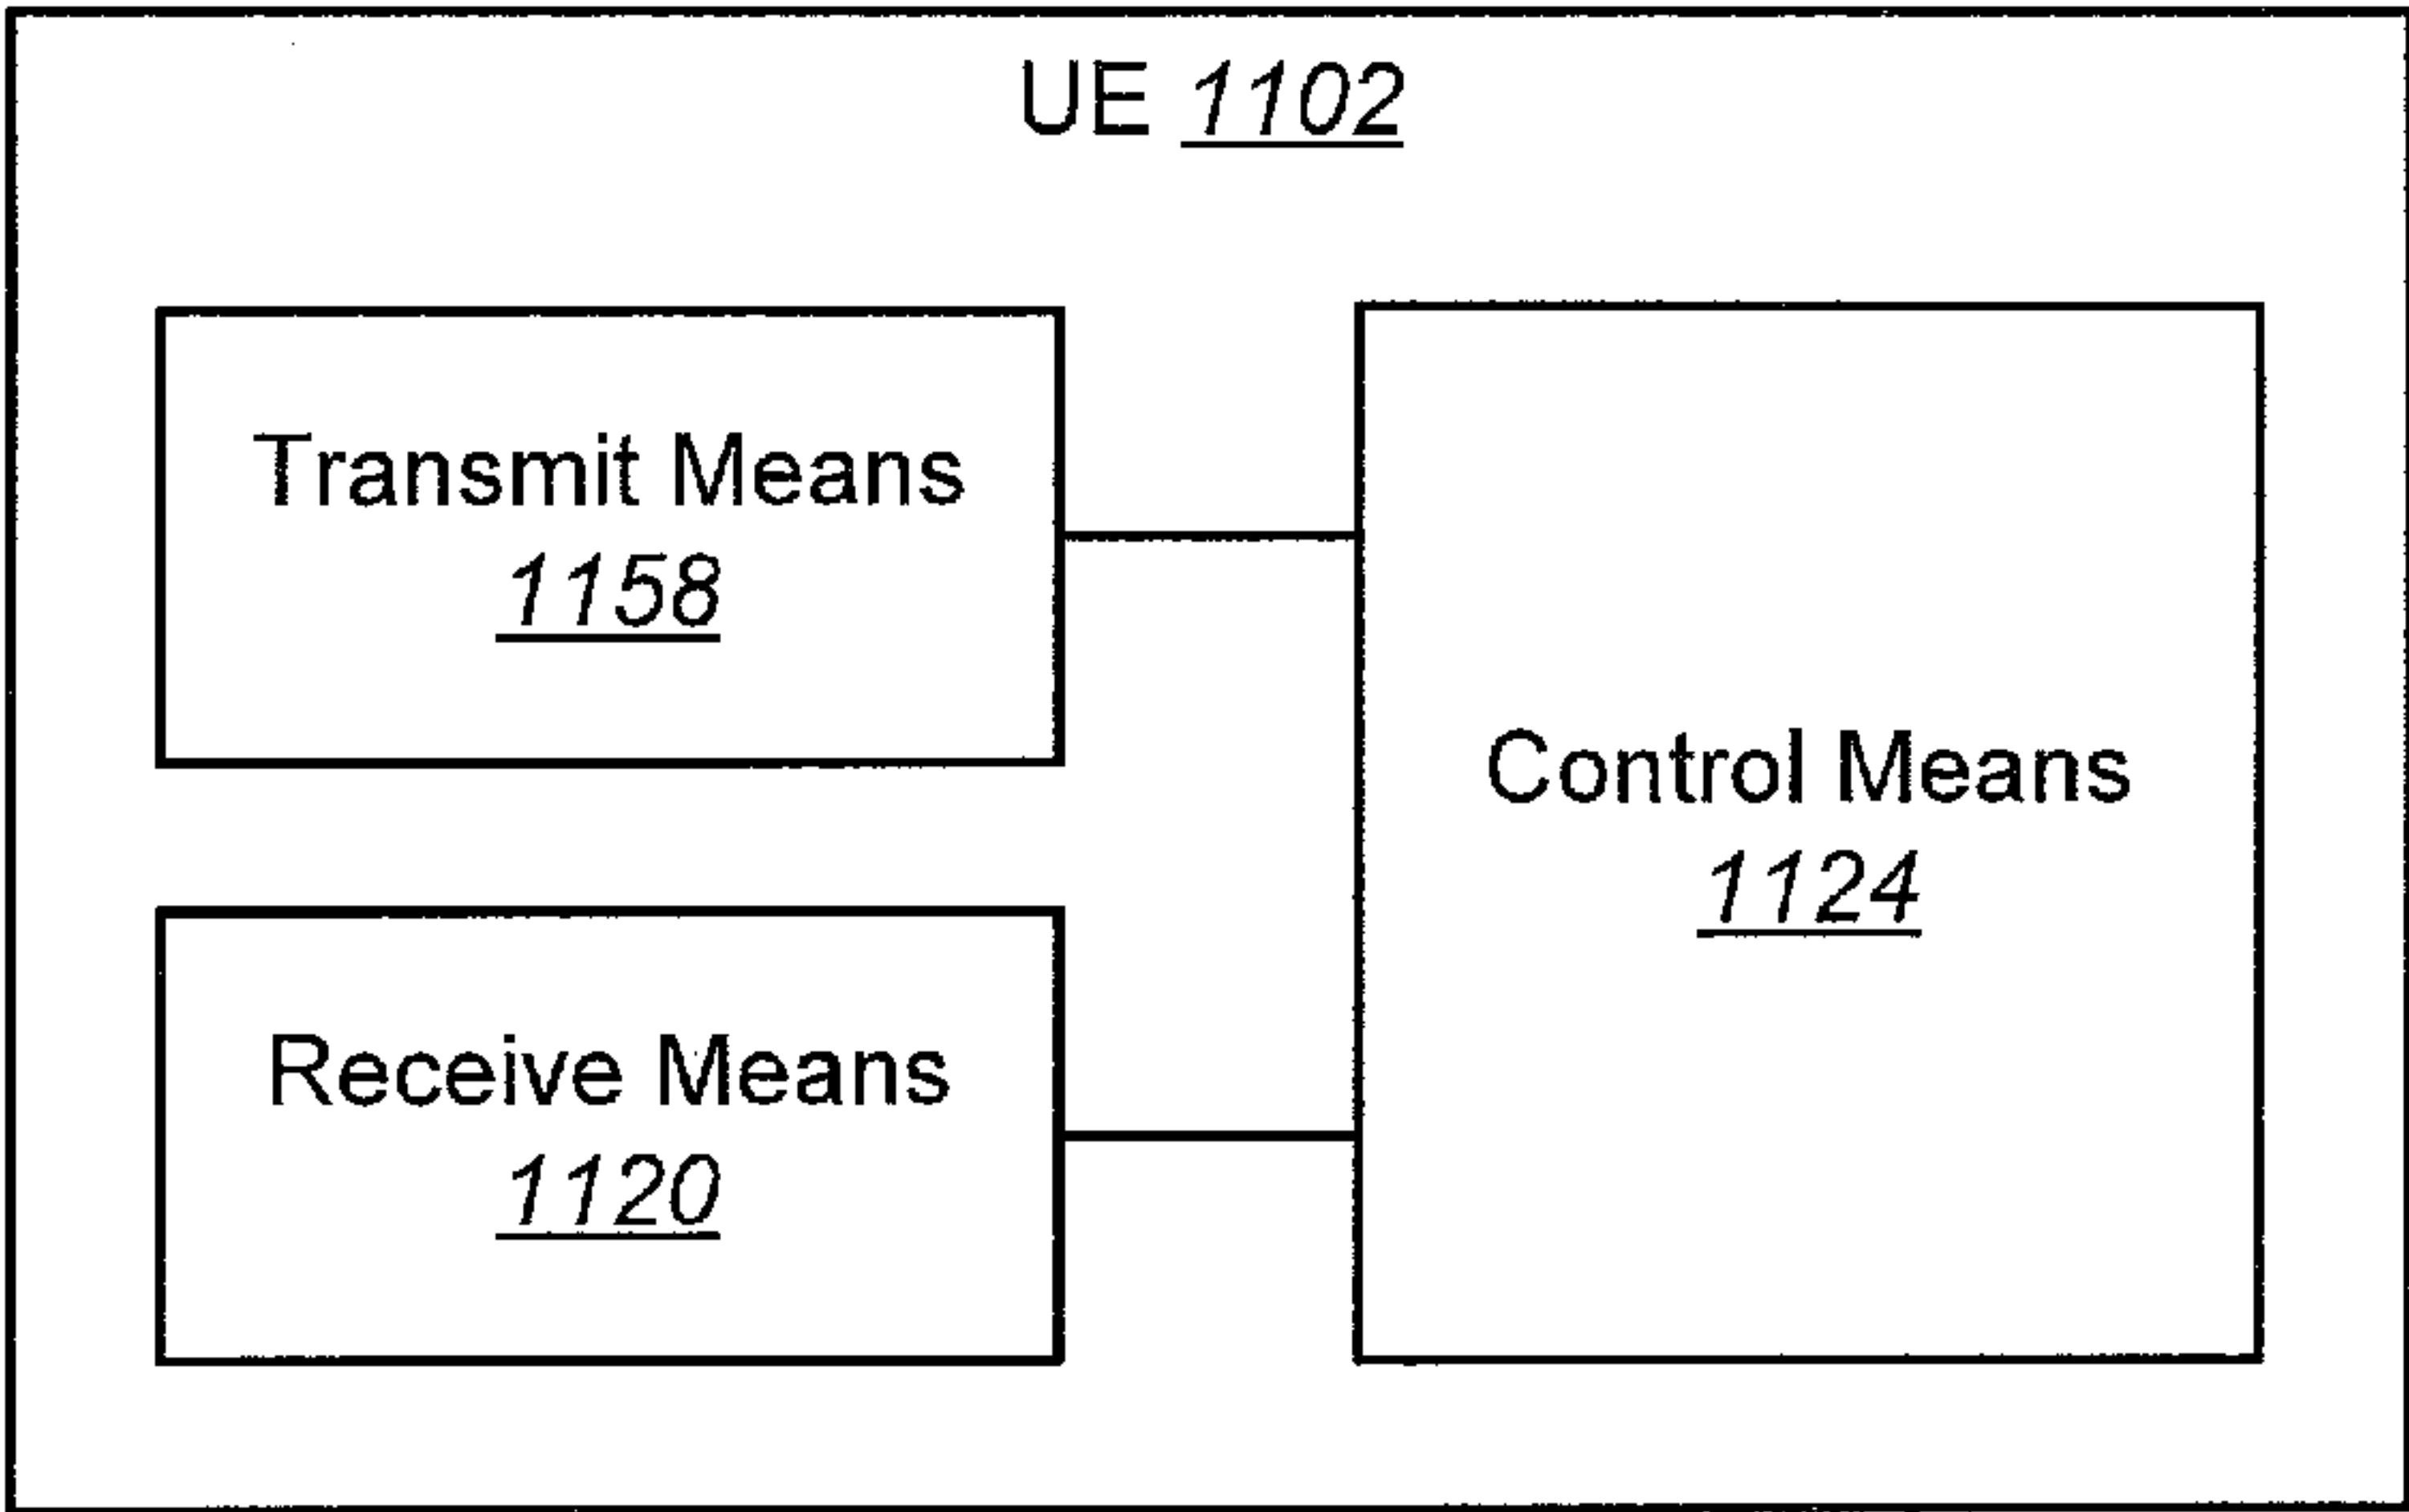 UE 1102
Transmit Means
1158
Control Means
1124
Receive Means
1120